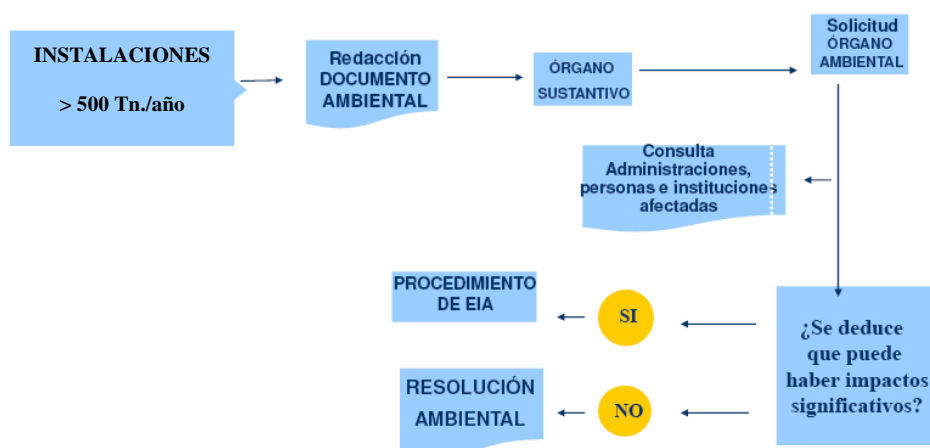 INSTALACIONES
> 500 Tn./año
Redacción
DOCUMENTO
AMBIENTAL
ÓRGANO
SUSTANTIVO
Solicitud
ÓRGANO
AMBIENTAL
Consulta
Administraciones,
personas e instituciones
afectadas
PROCEDIMIENTO
DE EIA
SI
¿Se deduce
que puede
haber impactos
significativos?
RESOLUCIÓN
AMBIENTAL
NO